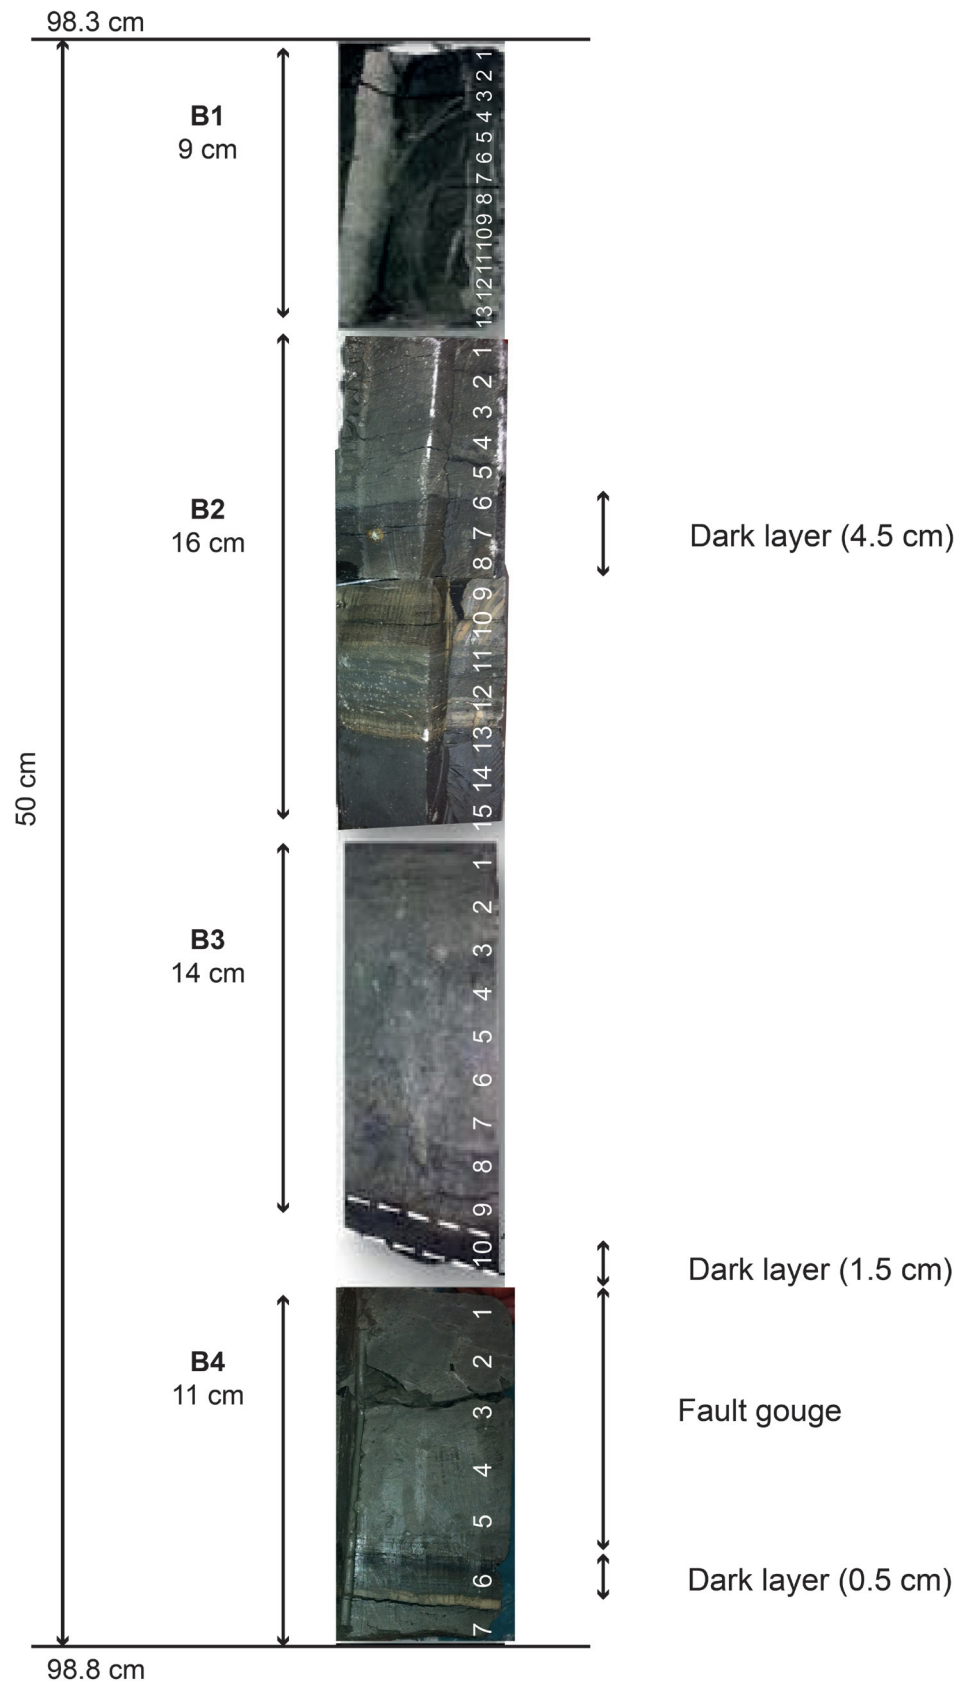 98.3 cm
B1
9 cm
1 2 3 4 5 6 7 8 9 10 11 12 13
B2
16 cm
1 2 3 4 5 6 7 8 9 10 11 12 13 14 15
Dark layer (4.5 cm)
50 cm
B3
14 cm
1 2 3 4 5 6 7 8 9 10
Dark layer (1.5 cm)
B4
11 cm
1 2 3 4 5 6 7
Fault gouge
Dark layer (0.5 cm)
98.8 cm